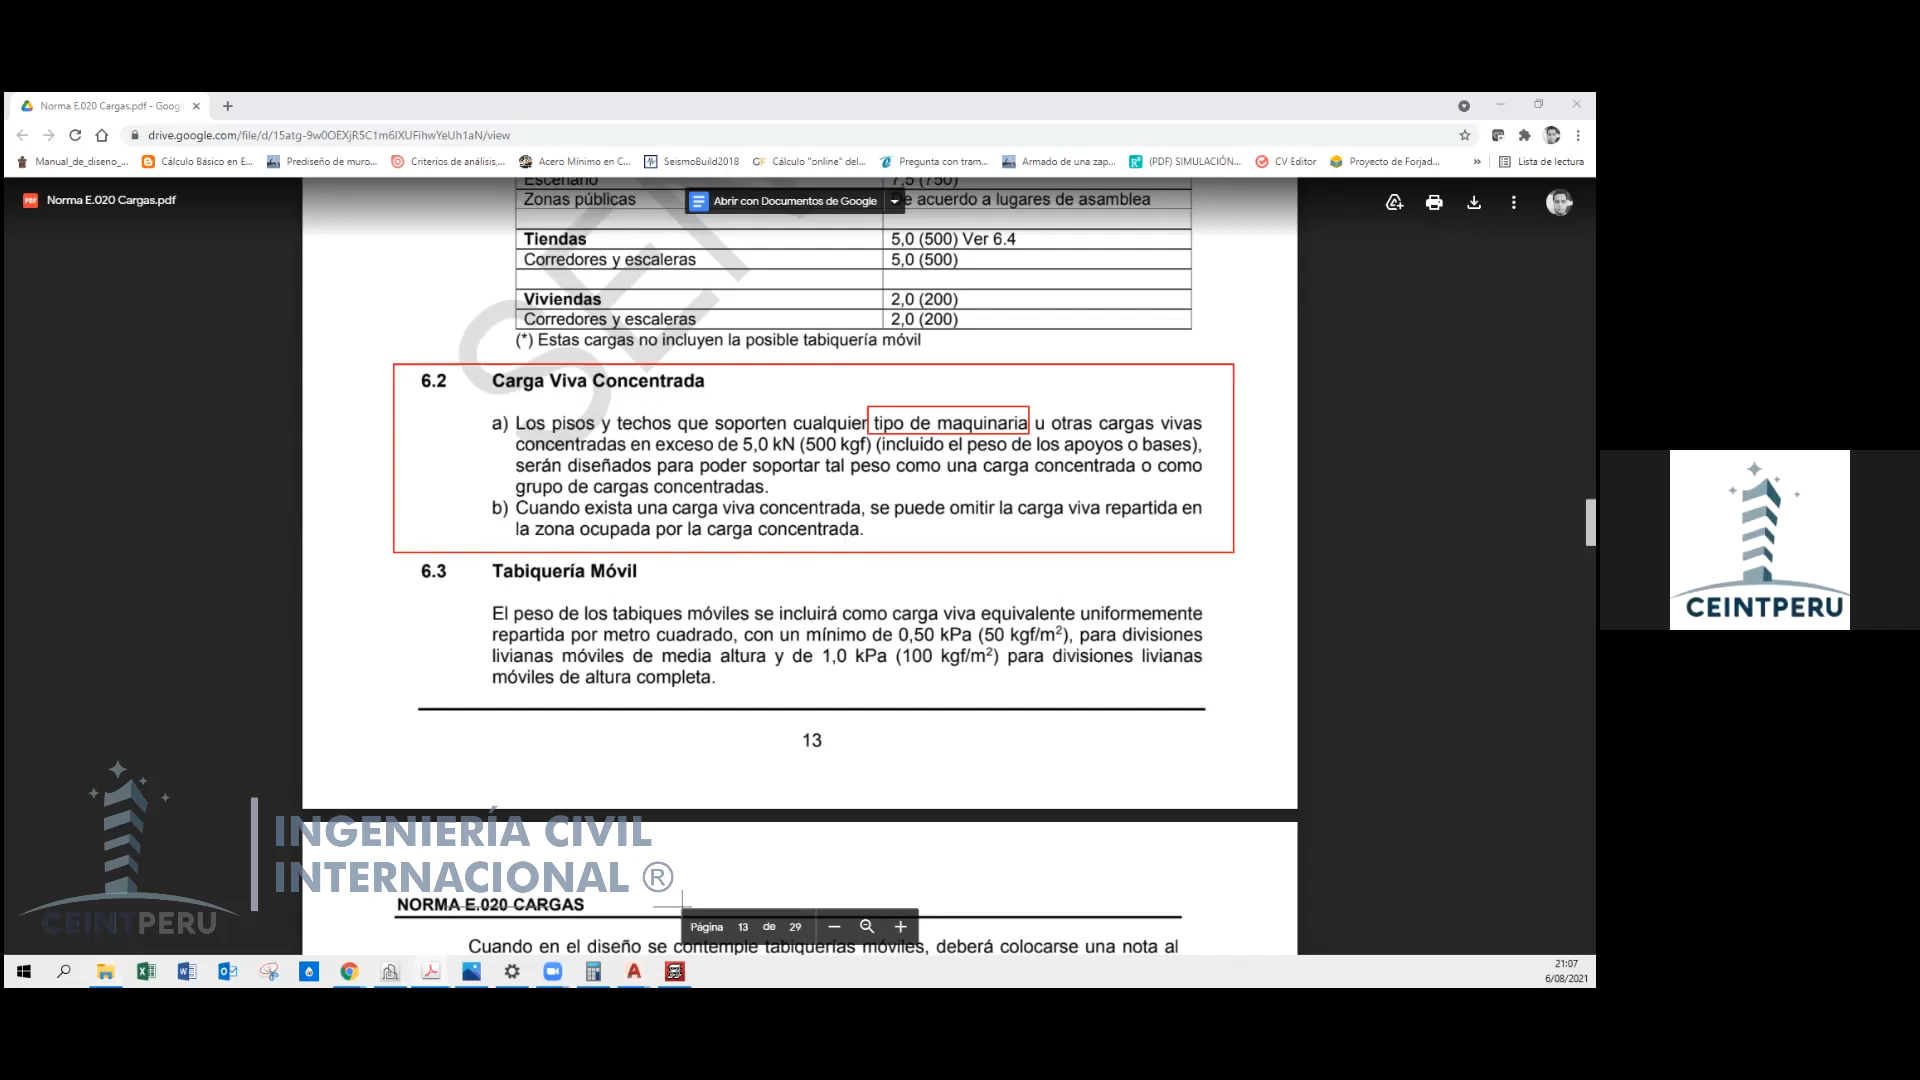 Norma E.020 Cargas.pdf - Goog
drive.google.com/file/d/15atg-9w0OEXjR5C1m6IXUFihwYeUh1aN/view
Manual_de_diseno_... Cálculo Básico en E... Prediseño de muro... Criterios de análisis,... Acero Mínimo en C... SeismoBuild2018 Cálculo "online" del... Pregunta con tram... Armado de una zap... (PDF) SIMULACIÓN... CV Editor Proyecto de Forjad... » Lista de lectura
PDF Norma E.020 Cargas.pdf
Abrir con Documentos de Google
Escenario 7,5 (750)
Zonas públicas e acuerdo a lugares de asamblea
Tiendas 5,0 (500) Ver 6.4
Corredores y escaleras 5,0 (500)
Viviendas 2,0 (200)
Corredores y escaleras 2,0 (200)
(*) Estas cargas no incluyen la posible tabiquería móvil
6.2 Carga Viva Concentrada
a) Los pisos y techos que soporten cualquier tipo de maquinaria u otras cargas vivas
concentradas en exceso de 5,0 kN (500 kgf) (incluido el peso de los apoyos o bases),
serán diseñados para poder soportar tal peso como una carga concentrada o como
grupo de cargas concentradas.
b) Cuando exista una carga viva concentrada, se puede omitir la carga viva repartida en
la zona ocupada por la carga concentrada.
6.3 Tabiquería Móvil
El peso de los tabiques móviles se incluirá como carga viva equivalente uniformemente
repartida por metro cuadrado, con un mínimo de 0,50 kPa (50 kgf/m²), para divisiones
livianas móviles de media altura y de 1,0 kPa (100 kgf/m²) para divisiones livianas
móviles de altura completa.
13
NORMA E.020 CARGAS
Cuando en el diseño se contemple tabiquerías móviles, deberá colocarse una nota al
Página 13 de 29
INGENIERÍA CIVIL
INTERNACIONAL ®
CEINTPERU
CEINTPERU
21:07
6/08/2021